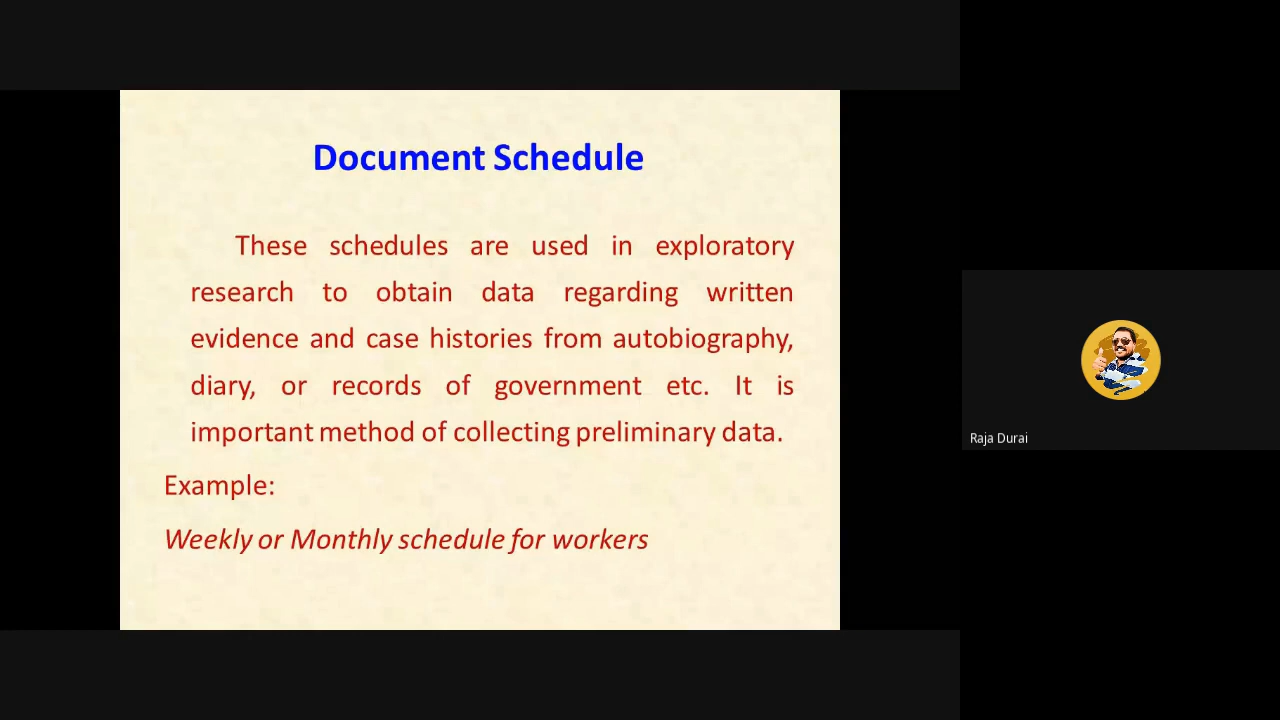 Document Schedule
These schedules are used in exploratory
research to obtain data regarding written
evidence and case histories from autobiography,
diary, or records of government etc. It is
important method of collecting preliminary data.
Example:
Weekly or Monthly schedule for workers
Raja Durai